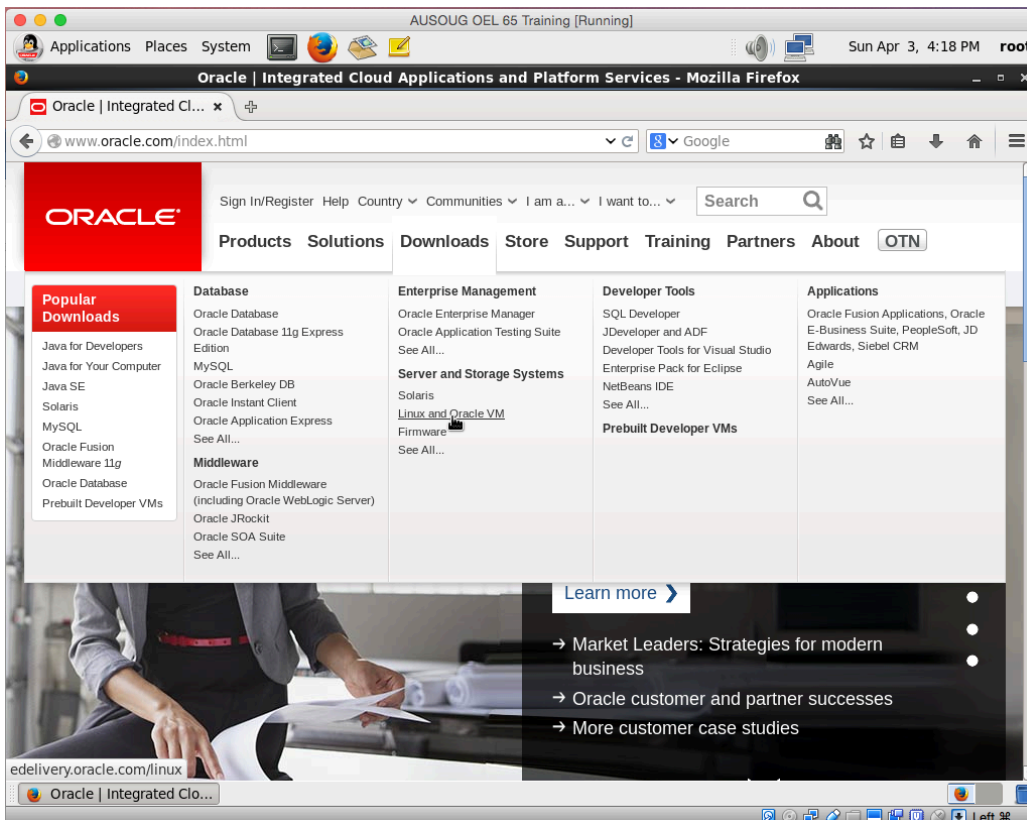 AUSOUG OEL 65 Training [Running]
Applications Places System
Sun Apr 3, 4:18 PM root
Oracle | Integrated Cloud Applications and Platform Services - Mozilla Firefox
Oracle | Integrated Cl...
www.oracle.com/index.html
Google
ORACLE
Sign In/Register Help Country Communities I am a... I want to... Search
Products Solutions Downloads Store Support Training Partners About OTN
Popular
Downloads
Java for Developers
Java for Your Computer
Java SE
Solaris
MySQL
Oracle Fusion
Middleware 11g
Oracle Database
Prebuilt Developer VMs
Database
Oracle Database
Oracle Database 11g Express
Edition
MySQL
Oracle Berkeley DB
Oracle Instant Client
Oracle Application Express
See All...
Middleware
Oracle Fusion Middleware
(including Oracle WebLogic Server)
Oracle JRockit
Oracle SOA Suite
See All...
Enterprise Management
Oracle Enterprise Manager
Oracle Application Testing Suite
See All...
Server and Storage Systems
Solaris
Linux and Oracle VM
Firmware
See All...
Developer Tools
SQL Developer
JDeveloper and ADF
Developer Tools for Visual Studio
Enterprise Pack for Eclipse
NetBeans IDE
See All...
Prebuilt Developer VMs
Applications
Oracle Fusion Applications, Oracle
E-Business Suite, PeopleSoft, JD
Edwards, Siebel CRM
Agile
AutoVue
See All...
Learn more
Market Leaders: Strategies for modern
business
Oracle customer and partner successes
More customer case studies
edelivery.oracle.com/linux
Oracle | Integrated Clo...
Left ⌘